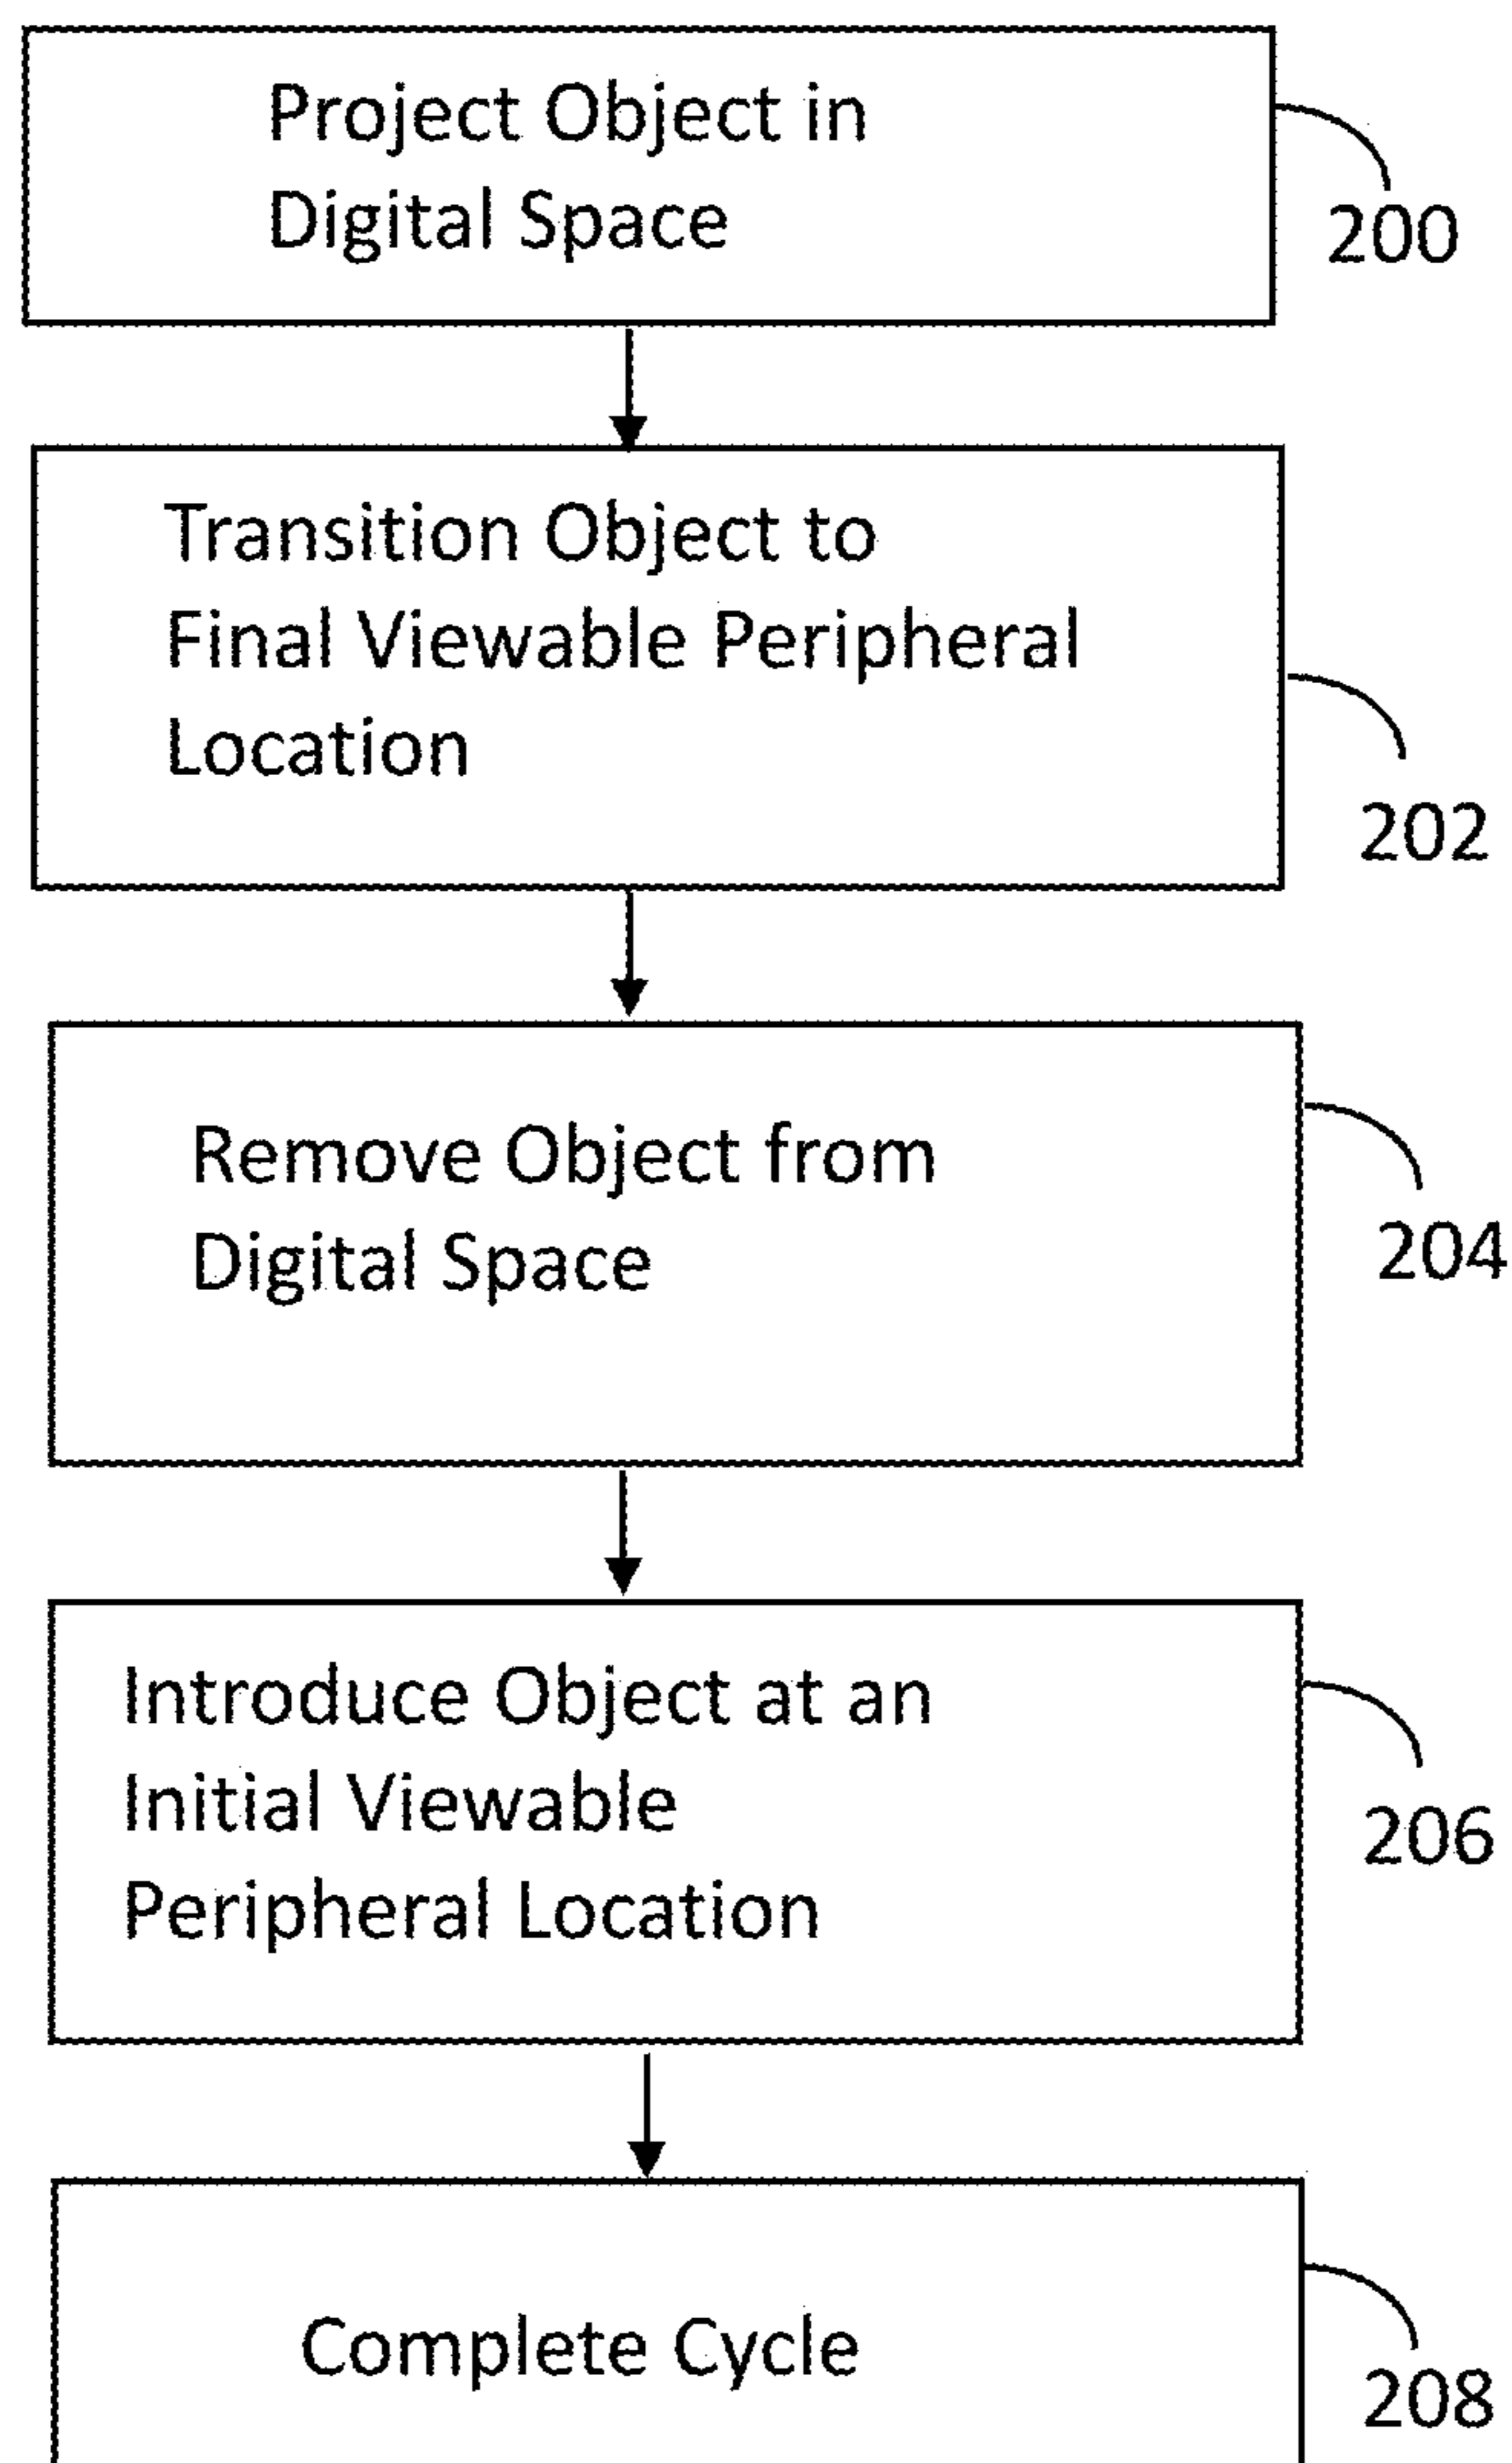 Project Object in
Digital Space
200
Transition Object to
Final Viewable Peripheral
Location
202
Remove Object from
Digital Space
204
Introduce Object at an
Initial Viewable
Peripheral Location
206
Complete Cycle
208